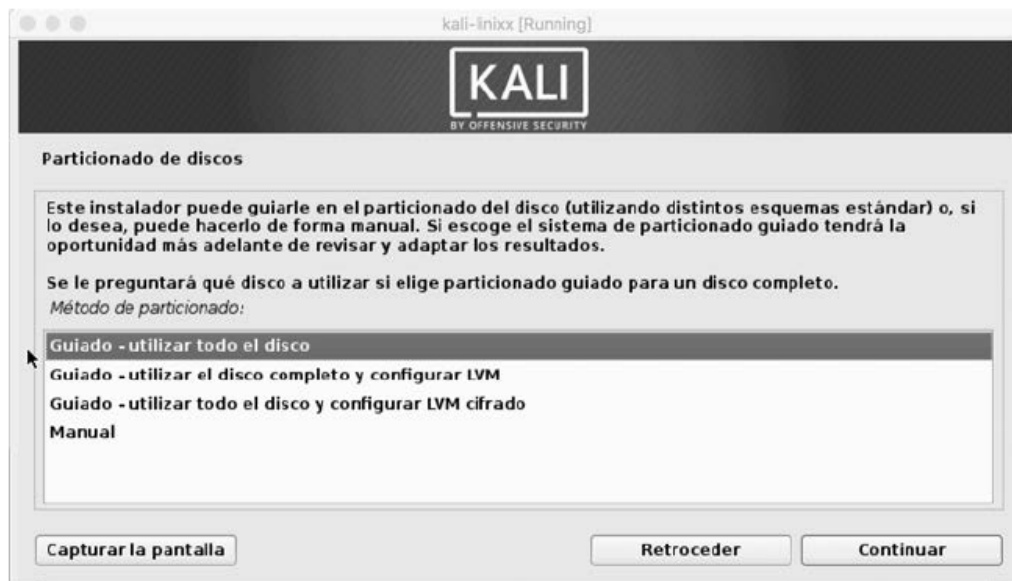 kali-linixx [Running]
KALI
BY OFFENSIVE SECURITY
Particionado de discos
Este instalador puede guiarle en el particionado del disco (utilizando distintos esquemas estándar) o, si
lo desea, puede hacerlo de forma manual. Si escoge el sistema de particionado guiado tendrá la
oportunidad más adelante de revisar y adaptar los resultados.
Se le preguntará qué disco a utilizar si elige particionado guiado para un disco completo.
Método de particionado:
Guiado - utilizar todo el disco
Guiado - utilizar el disco completo y configurar LVM
Guiado - utilizar todo el disco y configurar LVM cifrado
Manual
Capturar la pantalla
Retroceder
Continuar